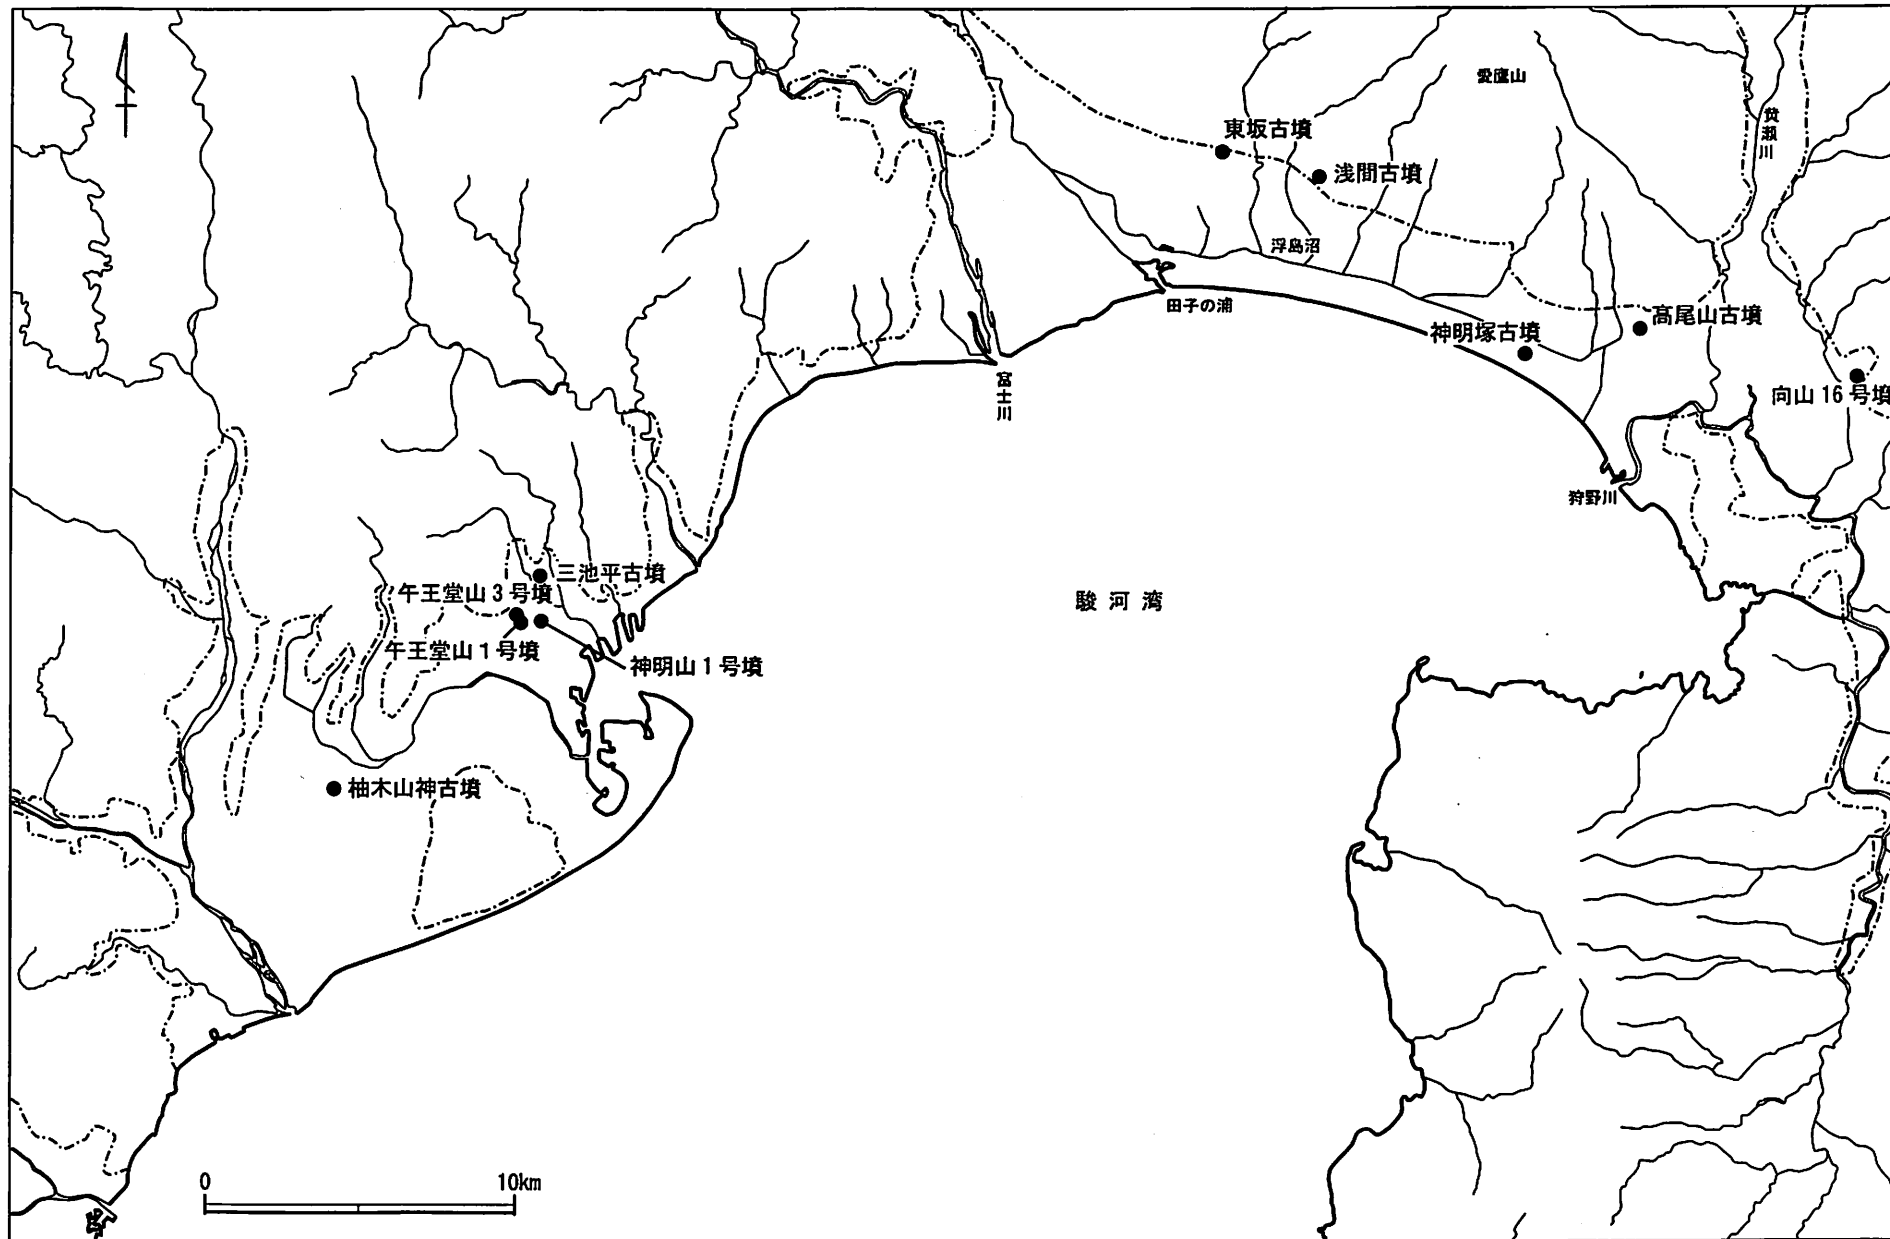 愛鷹山
黄瀬川
東坂古墳
浅間古墳
浮島沼
田子の浦
高尾山古墳
神明塚古墳
向山16号墳
富士川
狩野川
三池平古墳
午王堂山3号墳
駿河湾
午王堂山1号墳
神明山1号墳
柚木山神古墳
0 10km